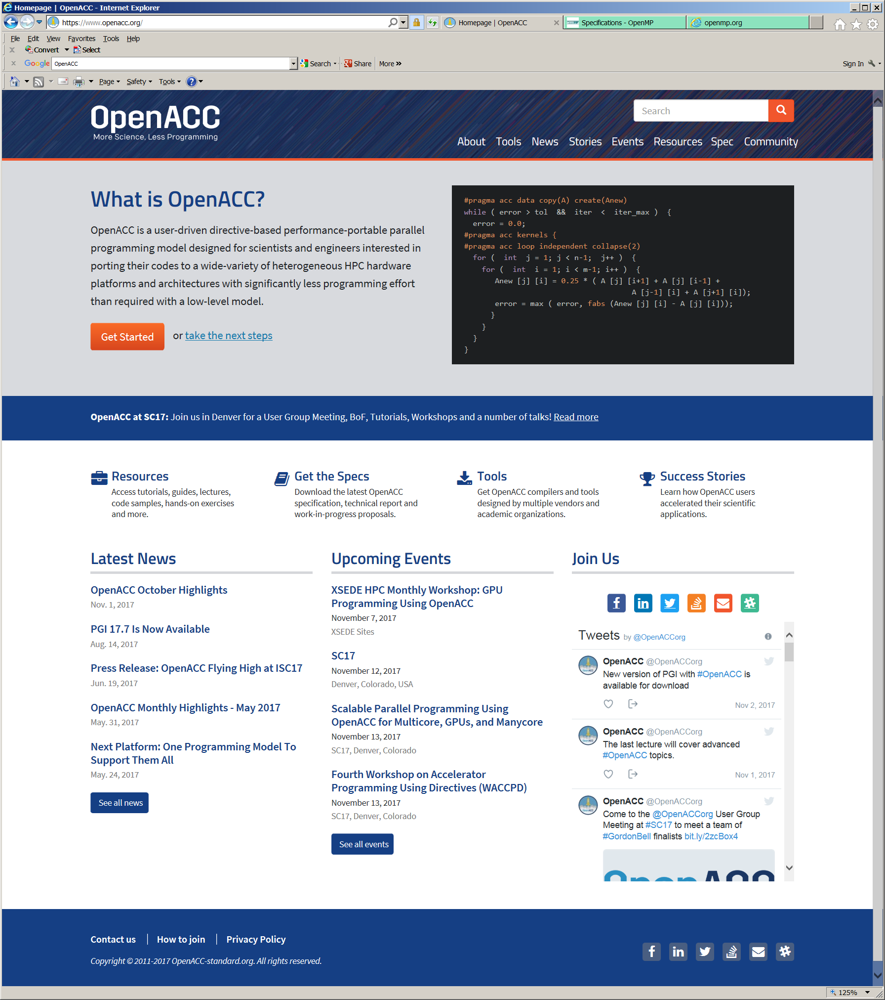 Homepage | OpenACC - Internet Explorer
https://www.openacc.org/
Homepage | OpenACC
Specifications - OpenMP
openmp.org
File Edit View Favorites Tools Help
Convert Select
Google OpenACC Search Share More »
Sign In
Page Safety Tools
OpenACC
More Science, Less Programming
Search
About Tools News Stories Events Resources Spec Community
What is OpenACC?
OpenACC is a user-driven directive-based performance-portable parallel
programming model designed for scientists and engineers interested in
porting their codes to a wide-variety of heterogeneous HPC hardware
platforms and architectures with significantly less programming effort
than required with a low-level model.
Get Started or take the next steps
#pragma acc data copy(A) create(Anew)
while ( error > tol && iter < iter_max ) {
error = 0.0;
#pragma acc kernels {
#pragma acc loop independent collapse(2)
for ( int j = 1; j < n-1; j++ ) {
for ( int i = 1; i < m-1; i++ ) {
Anew [j] [i] = 0.25 * ( A [j] [i+1] + A [j] [i-1] +
A [j-1] [i] + A [j+1] [i]);
error = max ( error, fabs (Anew [j] [i] - A [j] [i]));
}
}
}
}
OpenACC at SC17: Join us in Denver for a User Group Meeting, BoF, Tutorials, Workshops and a number of talks! Read more
Resources
Access tutorials, guides, lectures,
code samples, hands-on exercises
and more.
Get the Specs
Download the latest OpenACC
specification, technical report and
work-in-progress proposals.
Tools
Get OpenACC compilers and tools
designed by multiple vendors and
academic organizations.
Success Stories
Learn how OpenACC users
accelerated their scientific
applications.
Latest News
OpenACC October Highlights
Nov. 1, 2017
PGI 17.7 Is Now Available
Aug. 14, 2017
Press Release: OpenACC Flying High at ISC17
Jun. 19, 2017
OpenACC Monthly Highlights - May 2017
May. 31, 2017
Next Platform: One Programming Model To
Support Them All
May. 24, 2017
See all news
Upcoming Events
XSEDE HPC Monthly Workshop: GPU
Programming Using OpenACC
November 7, 2017
XSEDE Sites
SC17
November 12, 2017
Denver, Colorado, USA
Scalable Parallel Programming Using
OpenACC for Multicore, GPUs, and Manycore
November 13, 2017
SC17, Denver, Colorado
Fourth Workshop on Accelerator
Programming Using Directives (WACCPD)
November 13, 2017
SC17, Denver, Colorado
See all events
Join Us
Tweets by @OpenACCorg
OpenACC @OpenACCorg
New version of PGI with #OpenACC is
available for download
Nov 2, 2017
OpenACC @OpenACCorg
The last lecture will cover advanced
#OpenACC topics.
Nov 1, 2017
OpenACC @OpenACCorg
Come to the @OpenACCorg User Group
Meeting at #SC17 to meet a team of
#GordonBell finalists bit.ly/2zcBox4
OpenACC
Contact us | How to join | Privacy Policy
Copyright © 2011-2017 OpenACC-standard.org. All rights reserved.
125%